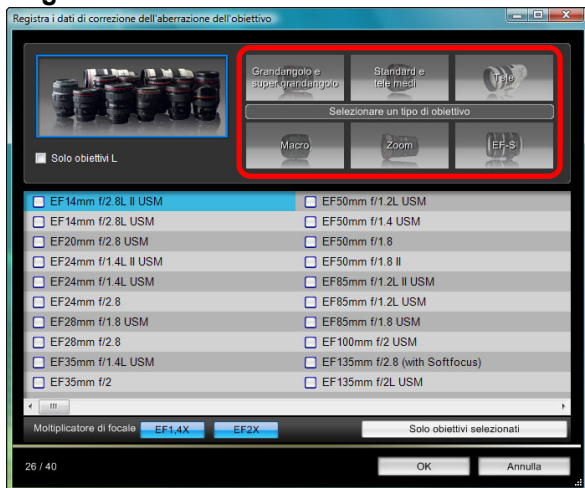 Registra i dati di correzione dell'aberrazione dell'obiettivo
Grandangolo e
super grandangolo
Standard e
tele medi
Tele
Selezionare un tipo di obiettivo
Macro
Zoom
EF-S
Solo obiettivi L
EF14mm f/2.8L II USM
EF50mm f/1.2L USM
EF14mm f/2.8L USM
EF50mm f/1.4 USM
EF20mm f/2.8 USM
EF50mm f/1.8
EF24mm f/1.4L II USM
EF50mm f/1.8 II
EF24mm f/1.4L USM
EF85mm f/1.2L II USM
EF24mm f/2.8
EF85mm f/1.2L USM
EF28mm f/1.8 USM
EF85mm f/1.8 USM
EF28mm f/2.8
EF100mm f/2 USM
EF35mm f/1.4L USM
EF135mm f/2.8 (with Softfocus)
EF35mm f/2
EF135mm f/2L USM
Moltiplicatore di focale
EF1,4X
EF2X
Solo obiettivi selezionati
26 / 40
OK
Annulla